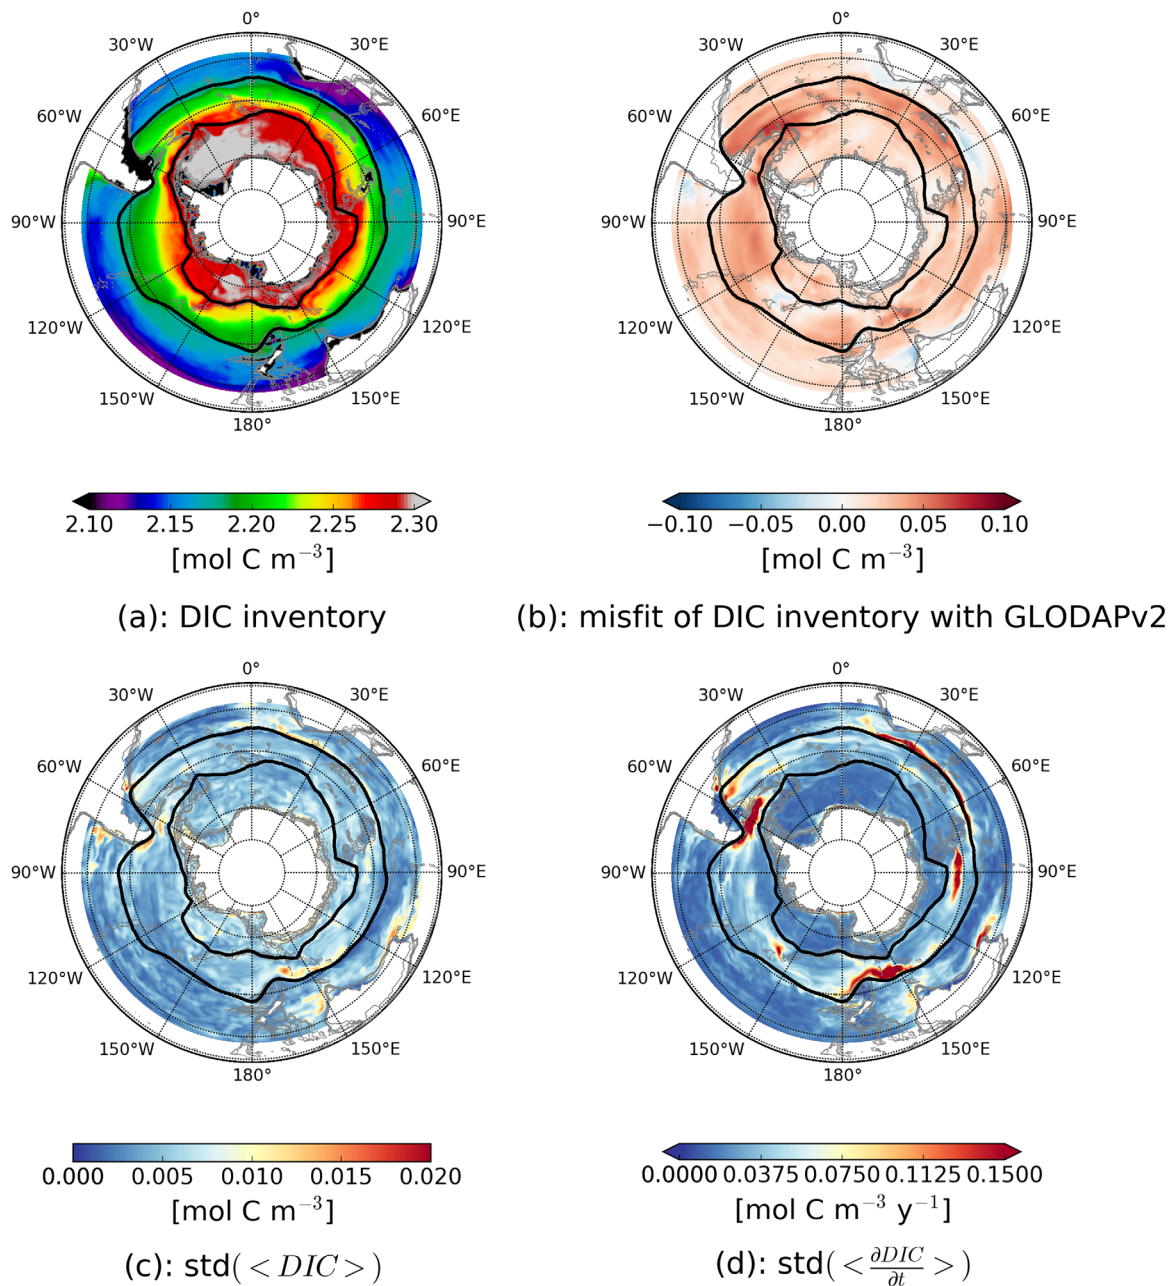 0°
30°W
30°E
60°W
60°E
90°W
90°E
120°W
120°E
150°W
150°E
180°
2.10 2.15 2.20 2.25 2.30
[mol C m⁻³]
(a): DIC inventory
0°
30°W
30°E
60°W
60°E
90°W
90°E
120°W
120°E
150°W
150°E
180°
−0.10 −0.05 0.00 0.05 0.10
[mol C m⁻³]
(b): misfit of DIC inventory with GLODAPv2
0°
30°W
30°E
60°W
60°E
90°W
90°E
120°W
120°E
150°W
150°E
180°
0.000 0.005 0.010 0.015 0.020
[mol C m⁻³]
(c): std(< DIC >)
0°
30°W
30°E
60°W
60°E
90°W
90°E
120°W
120°E
150°W
150°E
180°
0.0000 0.0375 0.0750 0.1125 0.1500
[mol C m⁻³ y⁻¹]
(d): std(< ∂DIC/∂t >)